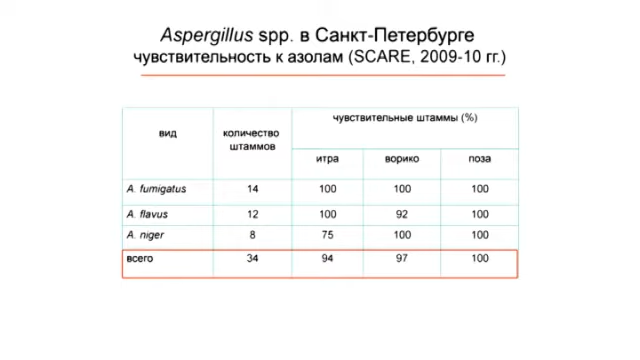 Aspergillus spp. в Санкт-Петербурге
чувствительность к азолам (SCARE, 2009-10 гг.)
вид количество штаммов чувствительные штаммы (%)
итра ворико поза
A. fumigatus 14 100 100 100
A. flavus 12 100 92 100
A. niger 8 75 100 100
всего 34 94 97 100